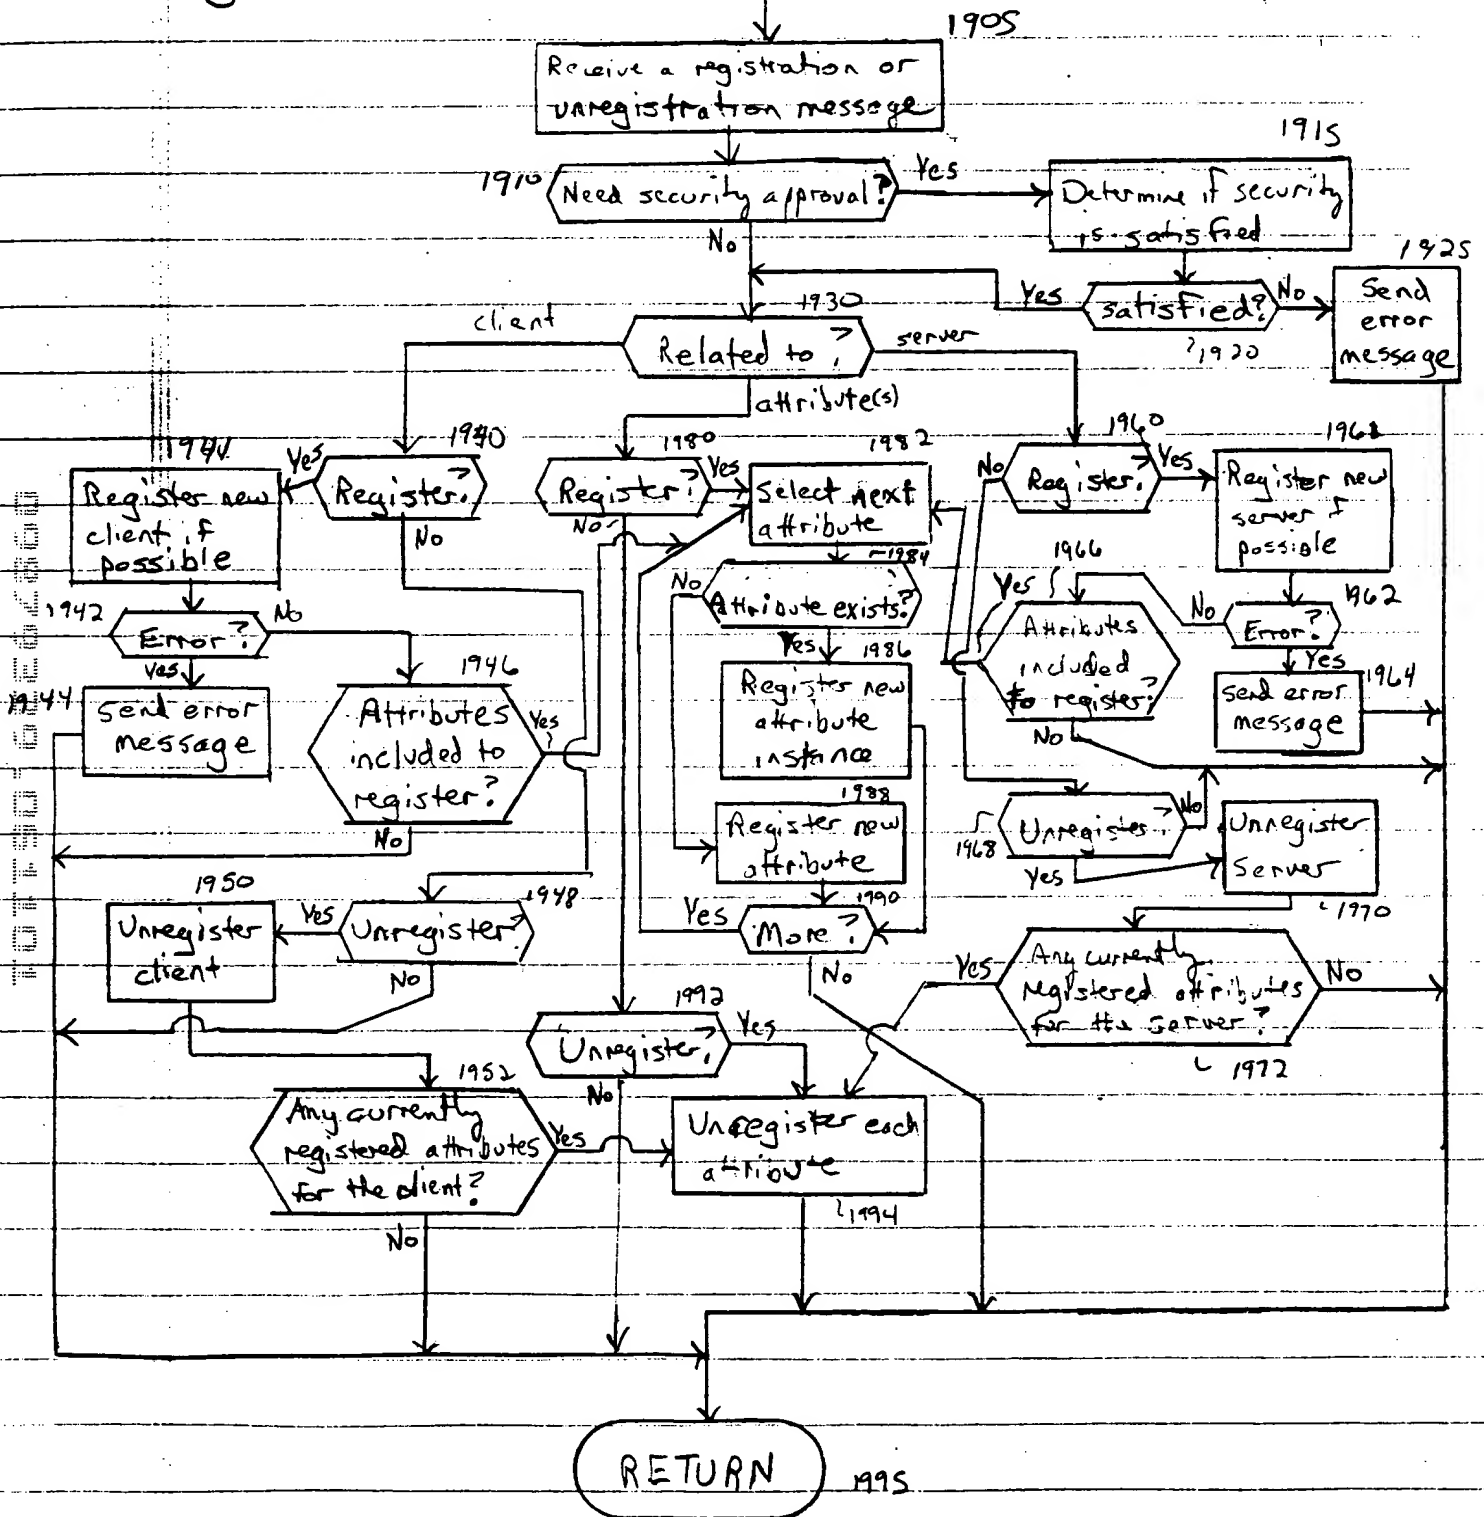 1905
Receive a registration or
unregistration message
1915
1910
Need security approval?
Yes
Determine if security
is satisfied
No
1925
Yes
satisfied?
No
Send
error
message
1920
1930
client
Related to ?
server
attribute(s)
1940
Yes
Register?
No
Register new
client if
possible
1942
Error?
No
Yes
1944
Send error
message
1946
Attributes
included to
register?
Yes
No
1948
Unregister?
Yes
No
1950
Unregister
client
1952
Any currently
registered attributes
for the client?
Yes
No
1980
Register?
Yes
No
1982
Select next
attribute
1984
Attribute exists?
No
Yes
1986
Register new
attribute
instance
1988
Register new
attribute
1990
More?
Yes
No
1992
Unregister?
Yes
No
Unregister each
attribute
1994
1960
No
Register?
Yes
Register new
server if
possible
1962
Error?
No
Yes
1964
send error
message
1966
Yes
Attributes
included
to register?
No
1968
Unregister?
No
Yes
Unregister
Server
1970
Any currently
registered attributes
for the server?
Yes
No
1972
RETURN
1995